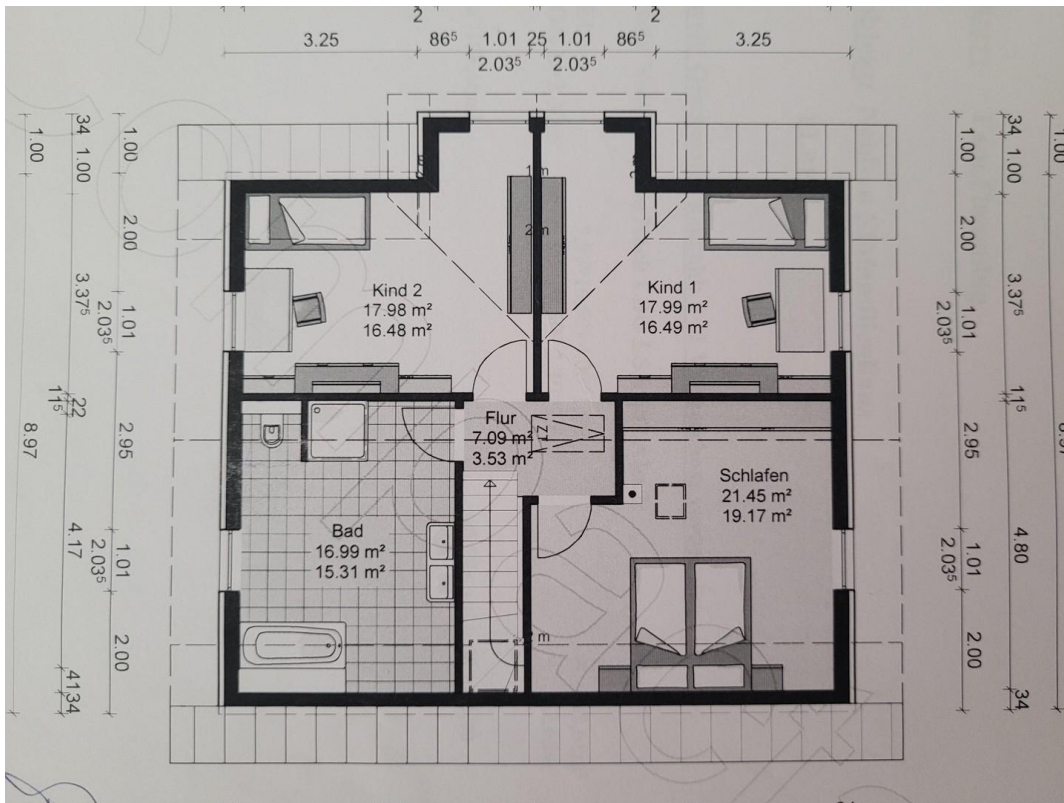 2 2
3.25 86⁵ 1.01 25 1.01 86⁵ 3.25
2.03⁵ 2.03⁵
1.00
34
1.00
1.00
2.00
3.37⁵
1.01
2.03⁵
11⁵
22
2.95
8.97
4.17
1.01
2.03⁵
2.00
41
34
Kind 2
17.98 m²
16.48 m²
2 m
Kind 1
17.99 m²
16.49 m²
Flur
7.09 m²
3.53 m²
Bad
16.99 m²
15.31 m²
Schlafen
21.45 m²
19.17 m²
m
1.00
34
1.00
1.00
2.00
3.37⁵
1.01
2.03⁵
11⁵
2.95
4.80
1.01
2.03⁵
2.00
34